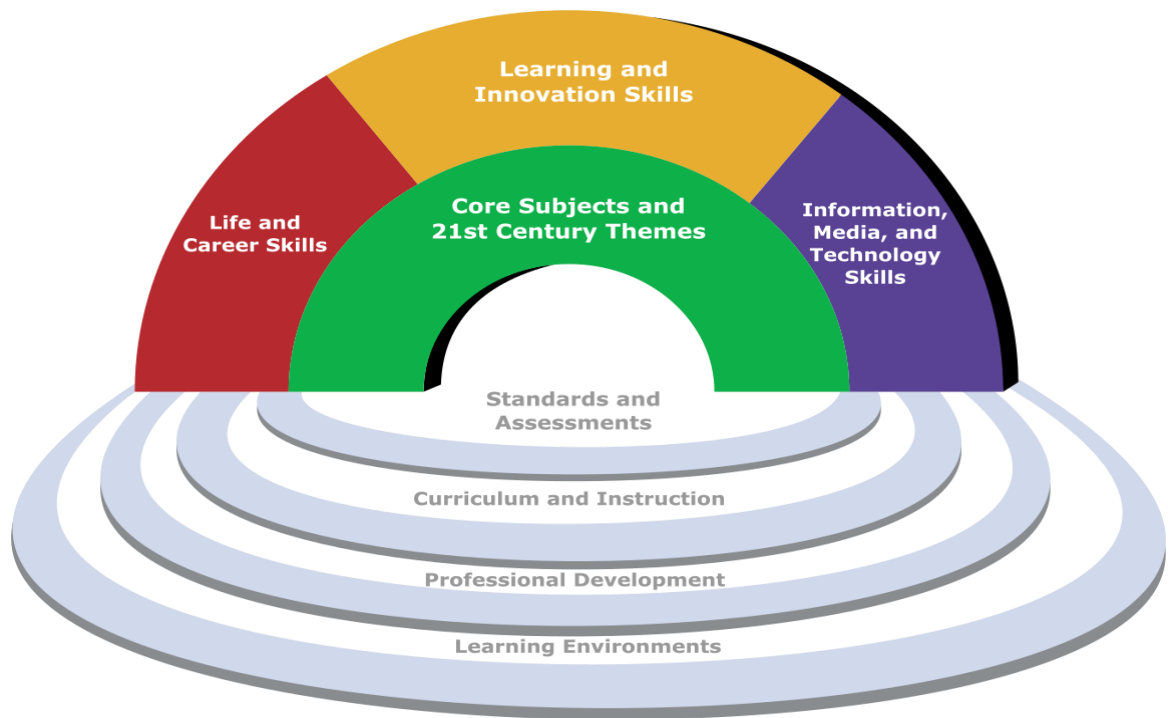 Learning and
Innovation Skills
Core Subjects and
21st Century Themes
Life and
Career Skills
Information,
Media, and
Technology
Skills
Standards and
Assessments
Curriculum and Instruction
Professional Development
Learning Environments